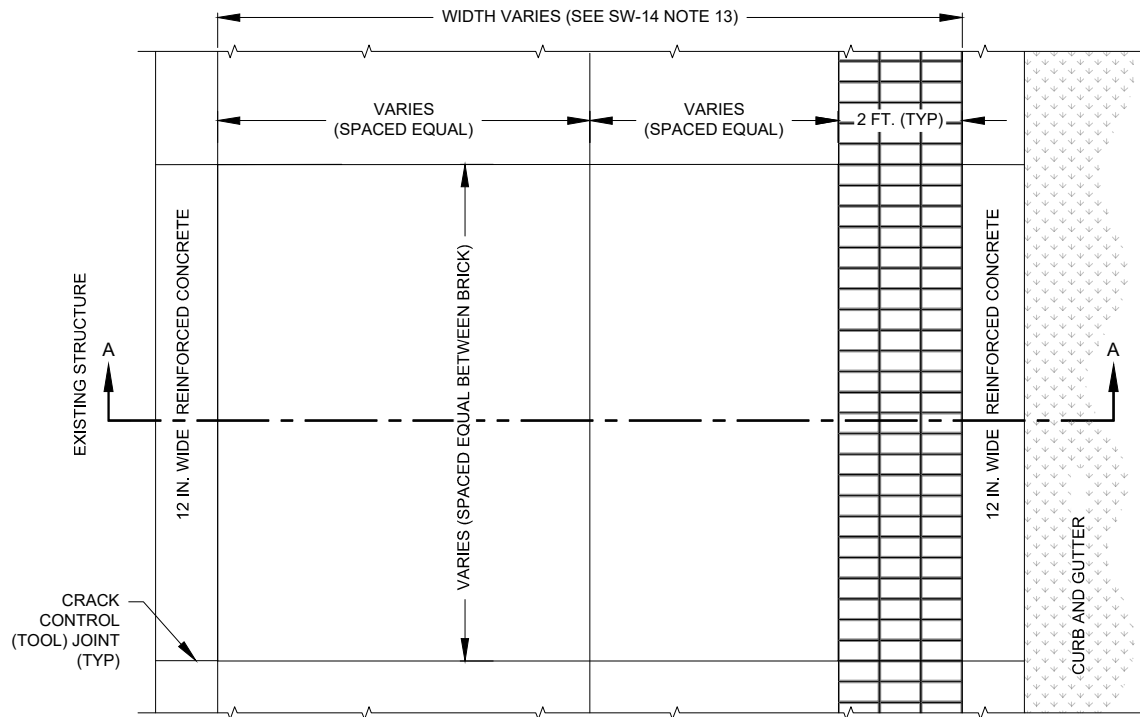 WIDTH VARIES (SEE SW-14 NOTE 13)
VARIES
(SPACED EQUAL)
VARIES
(SPACED EQUAL)
2 FT. (TYP)
EXISTING STRUCTURE
12 IN. WIDE REINFORCED CONCRETE
VARIES (SPACED EQUAL BETWEEN BRICK)
12 IN. WIDE REINFORCED CONCRETE
CURB AND GUTTER
A
A
CRACK
CONTROL
(TOOL) JOINT
(TYP)